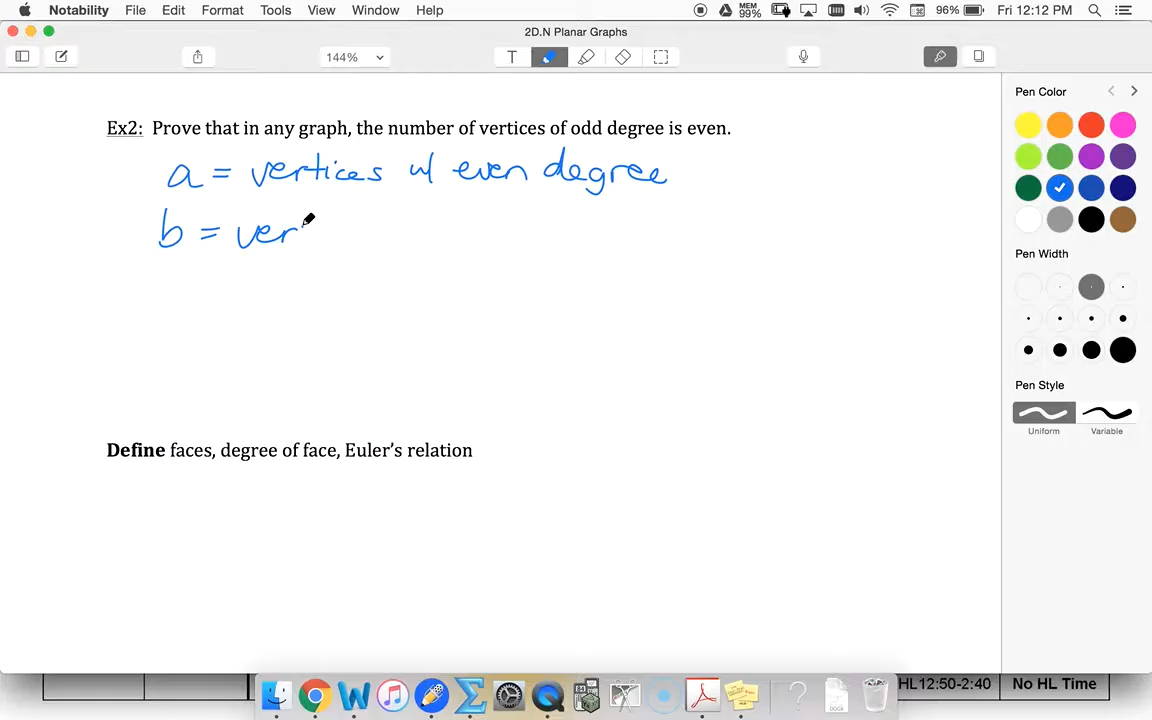 Notability File Edit Format Tools View Window Help MEM 99% 96% Fri 12:12 PM
2D.N Planar Graphs
144% T
Pen Color
Ex2: Prove that in any graph, the number of vertices of odd degree is even.
a = vertices w/ even degree
b = ver
Pen Width
Pen Style
Uniform Variable
Define faces, degree of face, Euler's relation
HL12:50-2:40 No HL Time